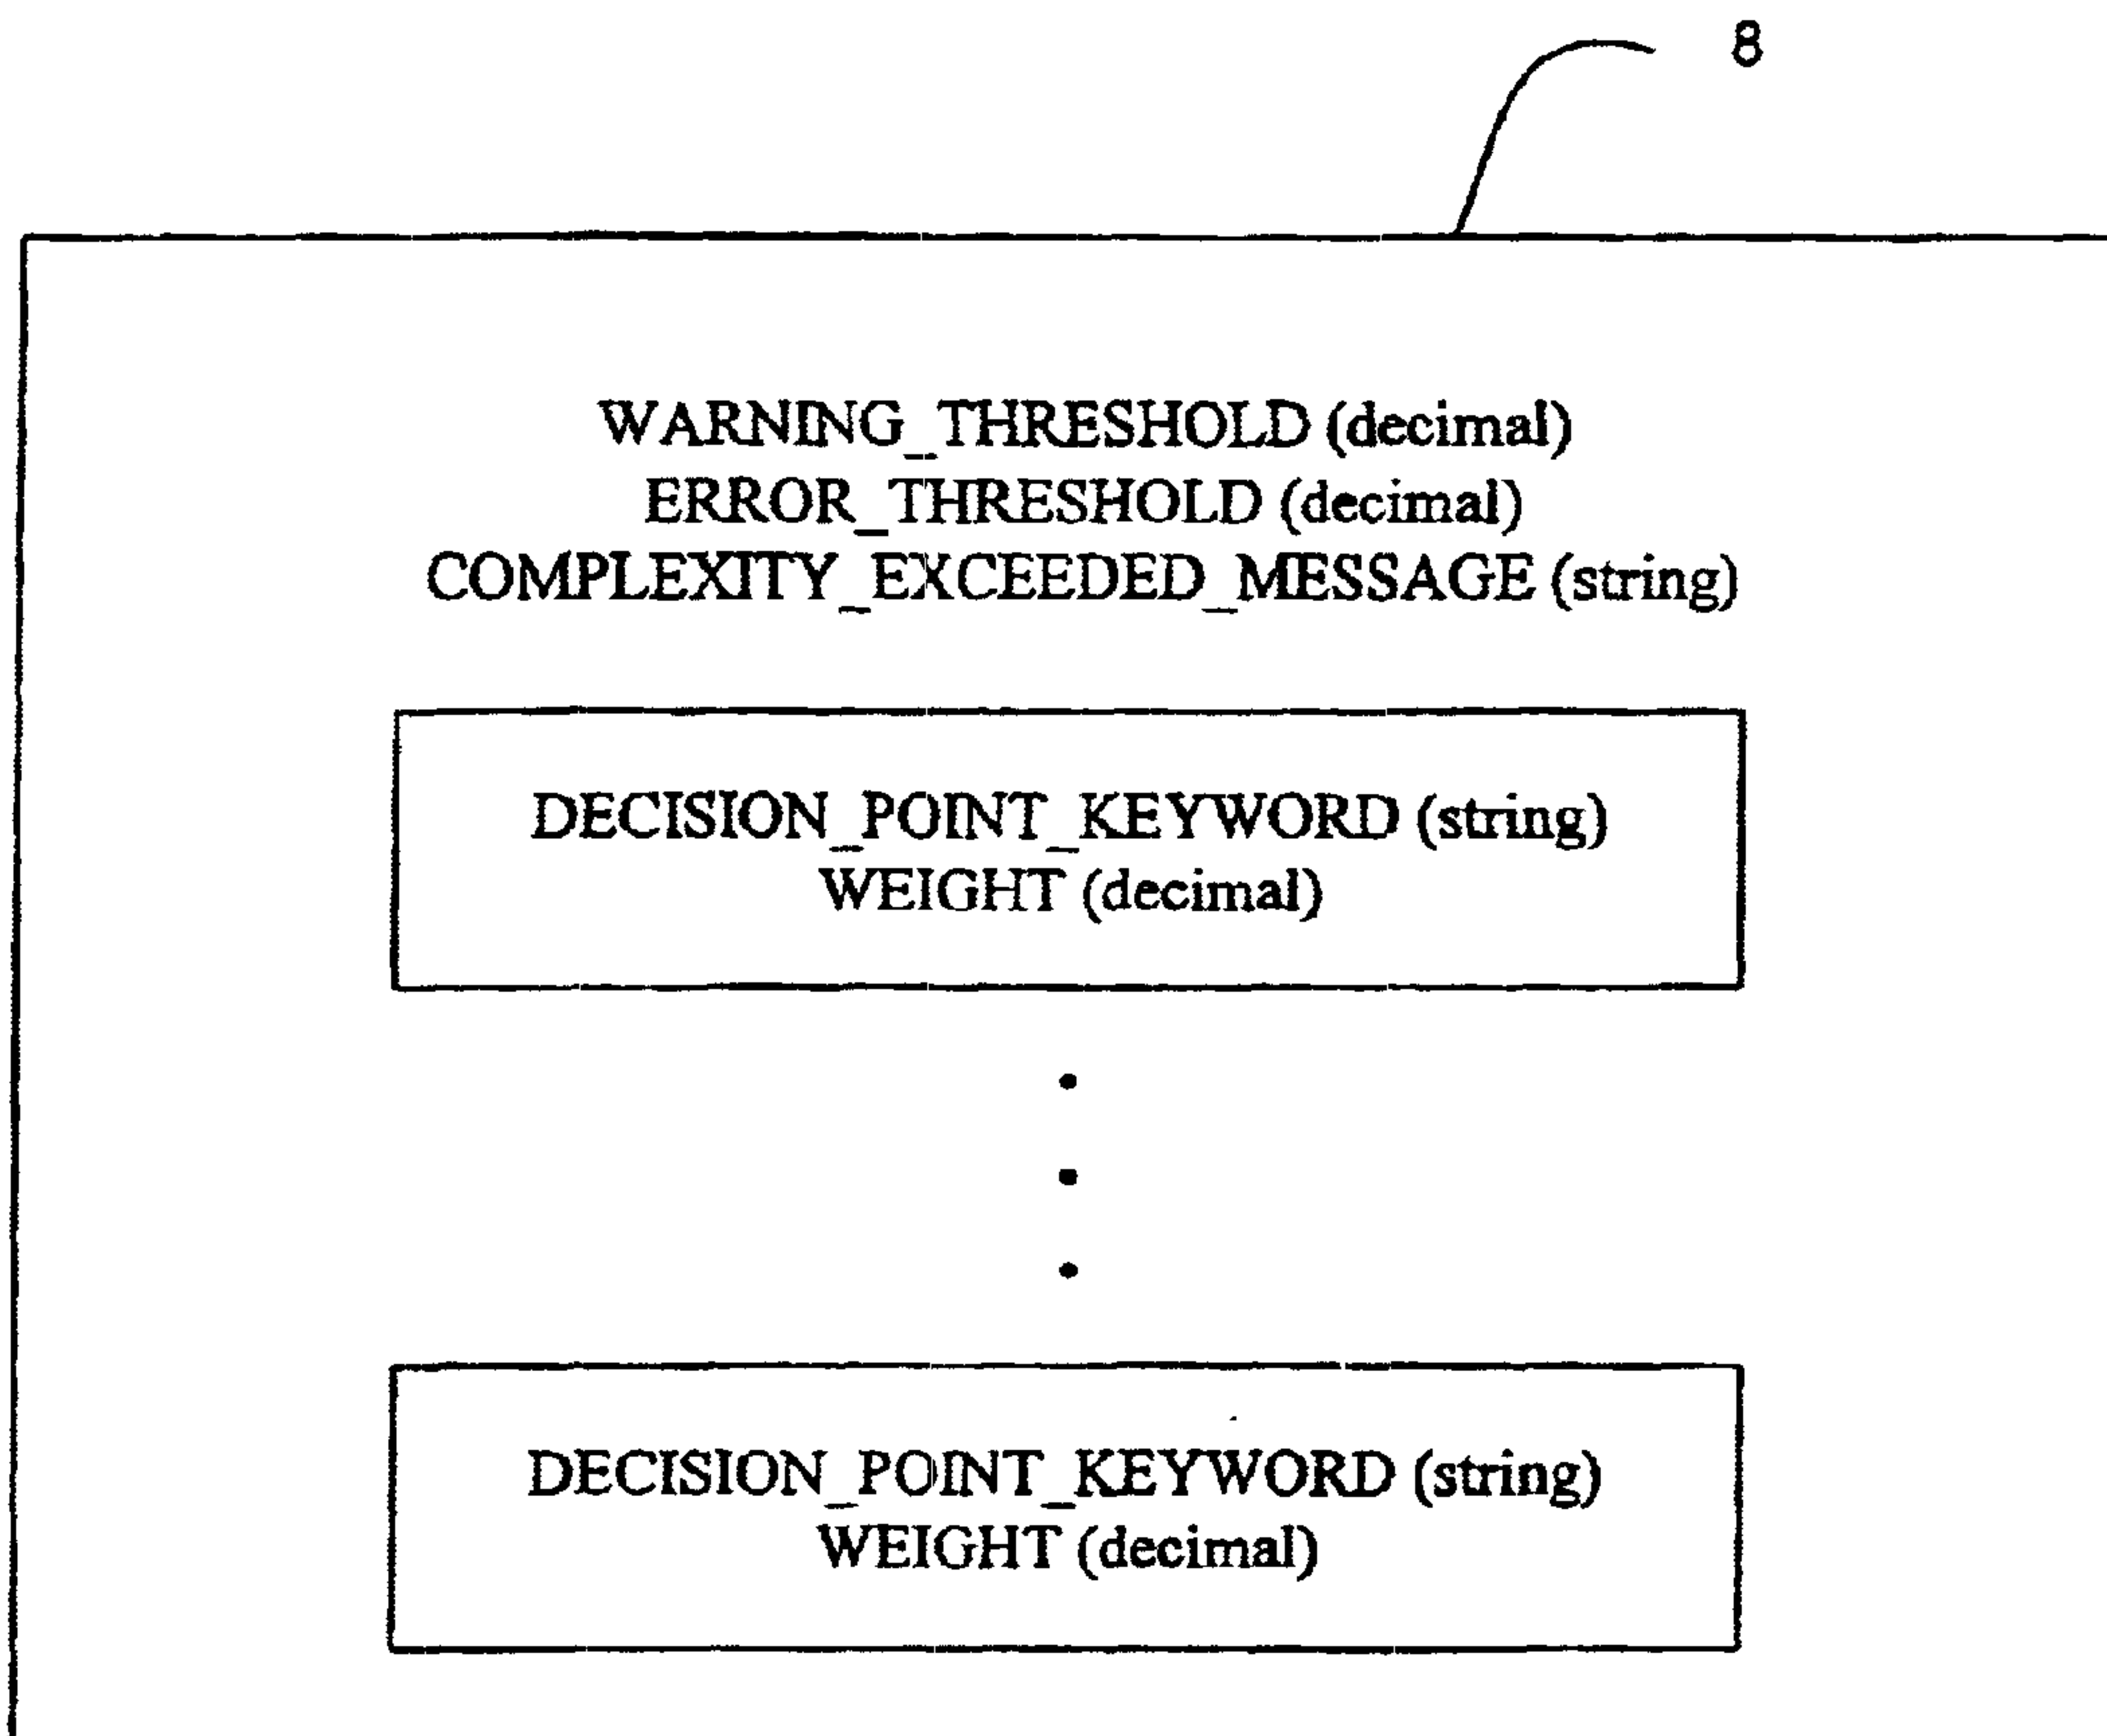 8
WARNING_THRESHOLD (decimal)
ERROR_THRESHOLD (decimal)
COMPLEXITY_EXCEEDED_MESSAGE (string)
DECISION_POINT_KEYWORD (string)
WEIGHT (decimal)
DECISION_POINT_KEYWORD (string)
WEIGHT (decimal)